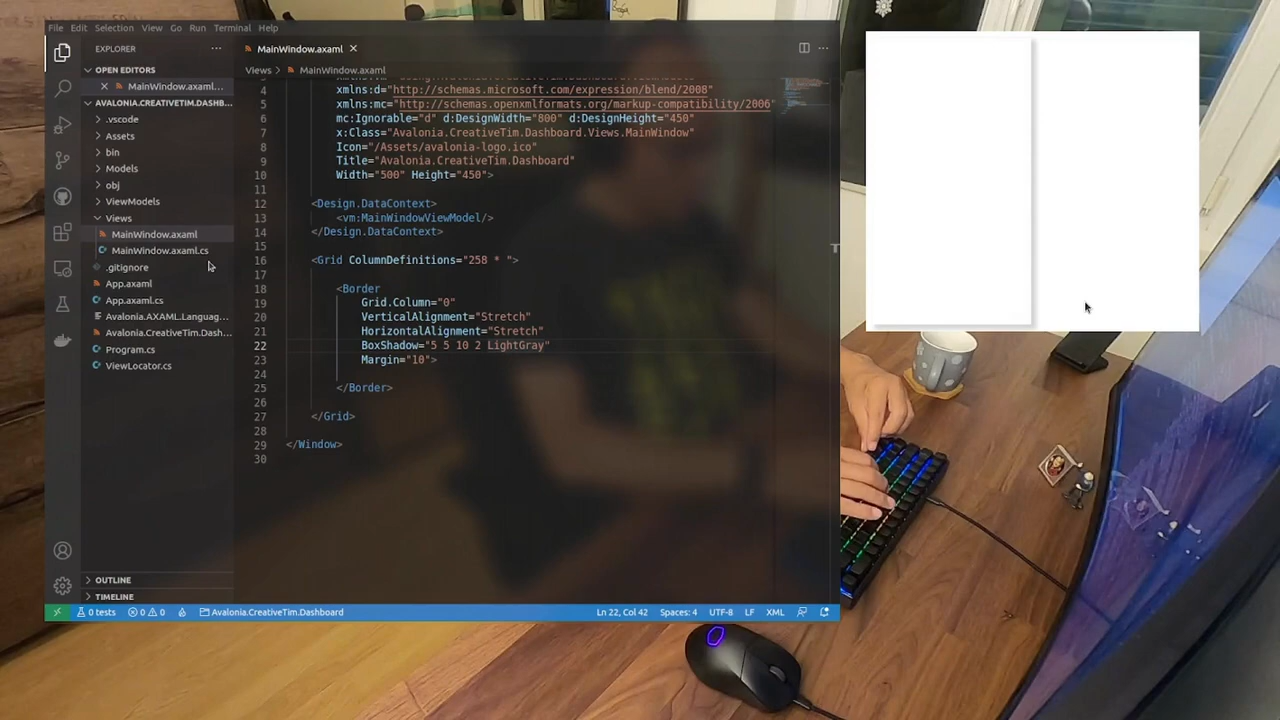 File Edit Selection View Go Run Terminal Help
EXPLORER
OPEN EDITORS
MainWindow.axaml...
AVALONIA.CREATIVETIM.DASHB...
.vscode
Assets
bin
Models
obj
ViewModels
Views
MainWindow.axaml
MainWindow.axaml.cs
.gitignore
App.axaml
App.axaml.cs
Avalonia.AXAML.Languag...
Avalonia.CreativeTim.Dash...
Program.cs
ViewLocator.cs
OUTLINE
TIMELINE
MainWindow.axaml
Views > MainWindow.axaml
4 xmlns:d="http://schemas.microsoft.com/expression/blend/2008"
5 xmlns:mc="http://schemas.openxmlformats.org/markup-compatibility/2006"
6 mc:Ignorable="d" d:DesignWidth="800" d:DesignHeight="450"
7 x:Class="Avalonia.CreativeTim.Dashboard.Views.MainWindow"
8 Icon="/Assets/avalonia-logo.ico"
9 Title="Avalonia.CreativeTim.Dashboard"
10 Width="500" Height="450">
11
12 <Design.DataContext>
13 <vm:MainWindowViewModel/>
14 </Design.DataContext>
15
16 <Grid ColumnDefinitions="258 * ">
17
18 <Border
19 Grid.Column="0"
20 VerticalAlignment="Stretch"
21 HorizontalAlignment="Stretch"
22 BoxShadow="5 5 10 2 LightGray"
23 Margin="10">
24
25 </Border>
26
27 </Grid>
28
29 </Window>
30
0 tests 0 0 Avalonia.CreativeTim.Dashboard Ln 22, Col 42 Spaces: 4 UTF-8 LF XML